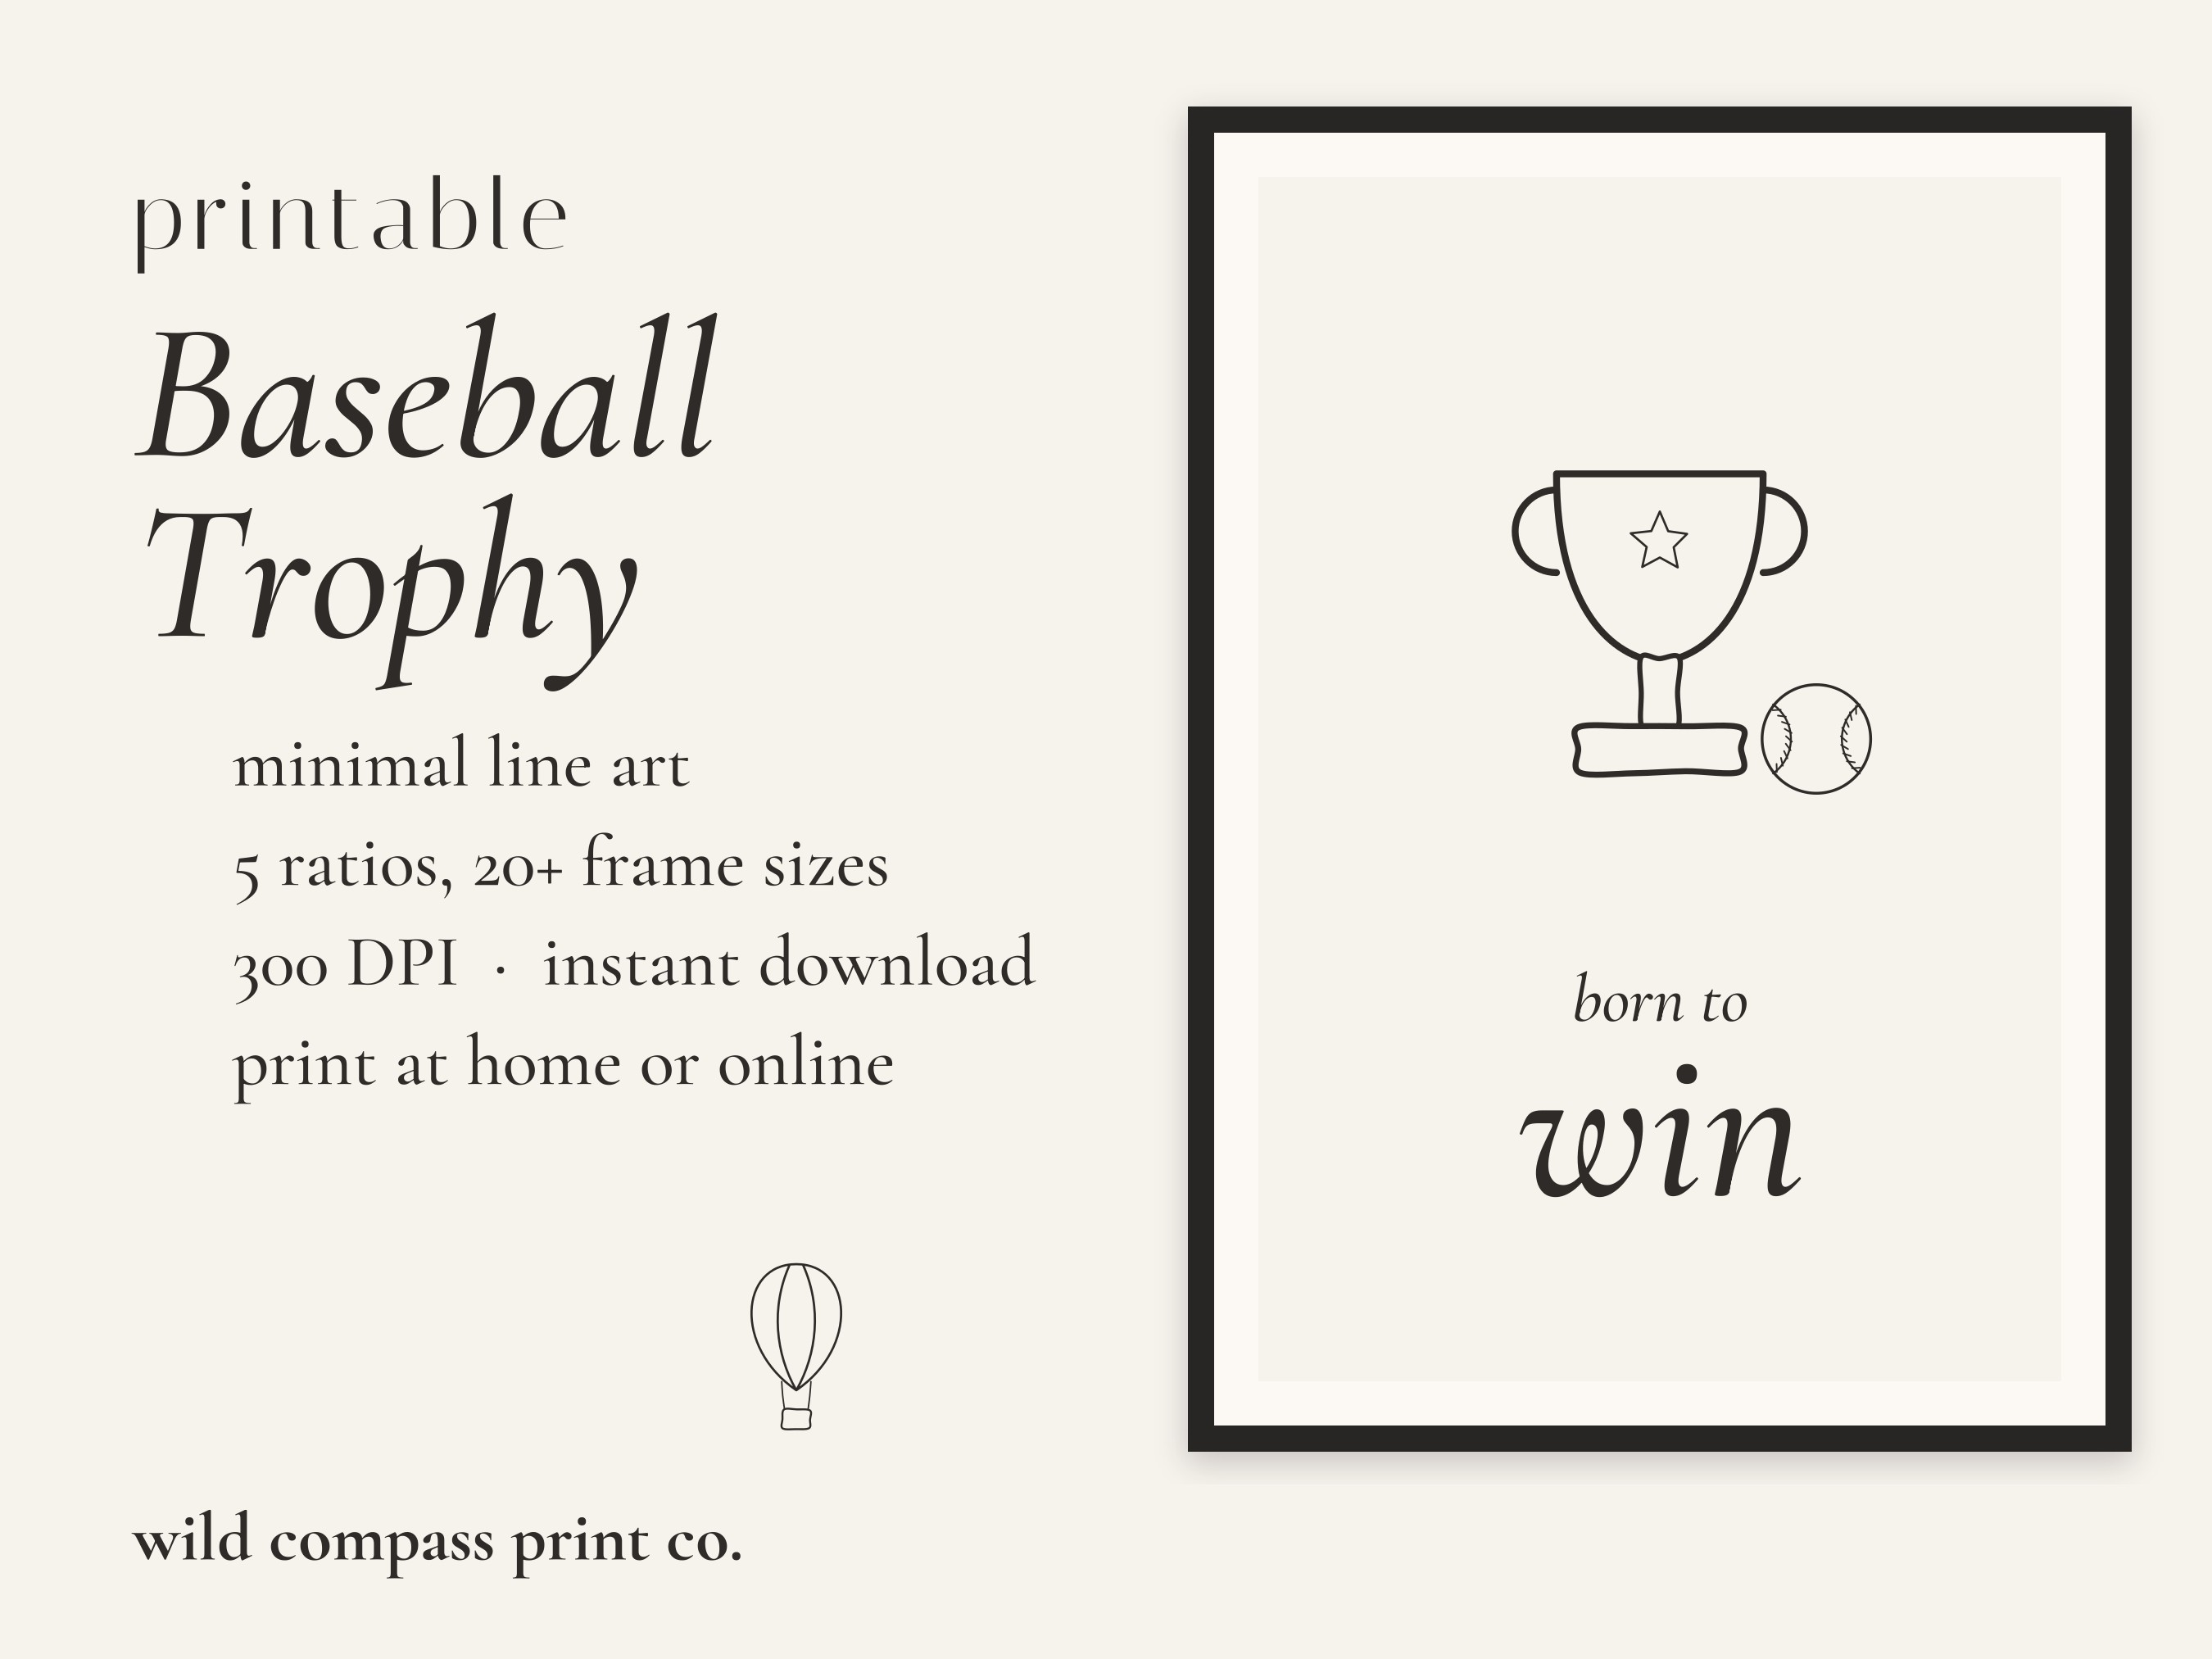 printable
Baseball
Trophy
minimal line art
5 ratios, 20+ frame sizes
300 DPI · instant download
print at home or online
wild compass print co.
born to
win